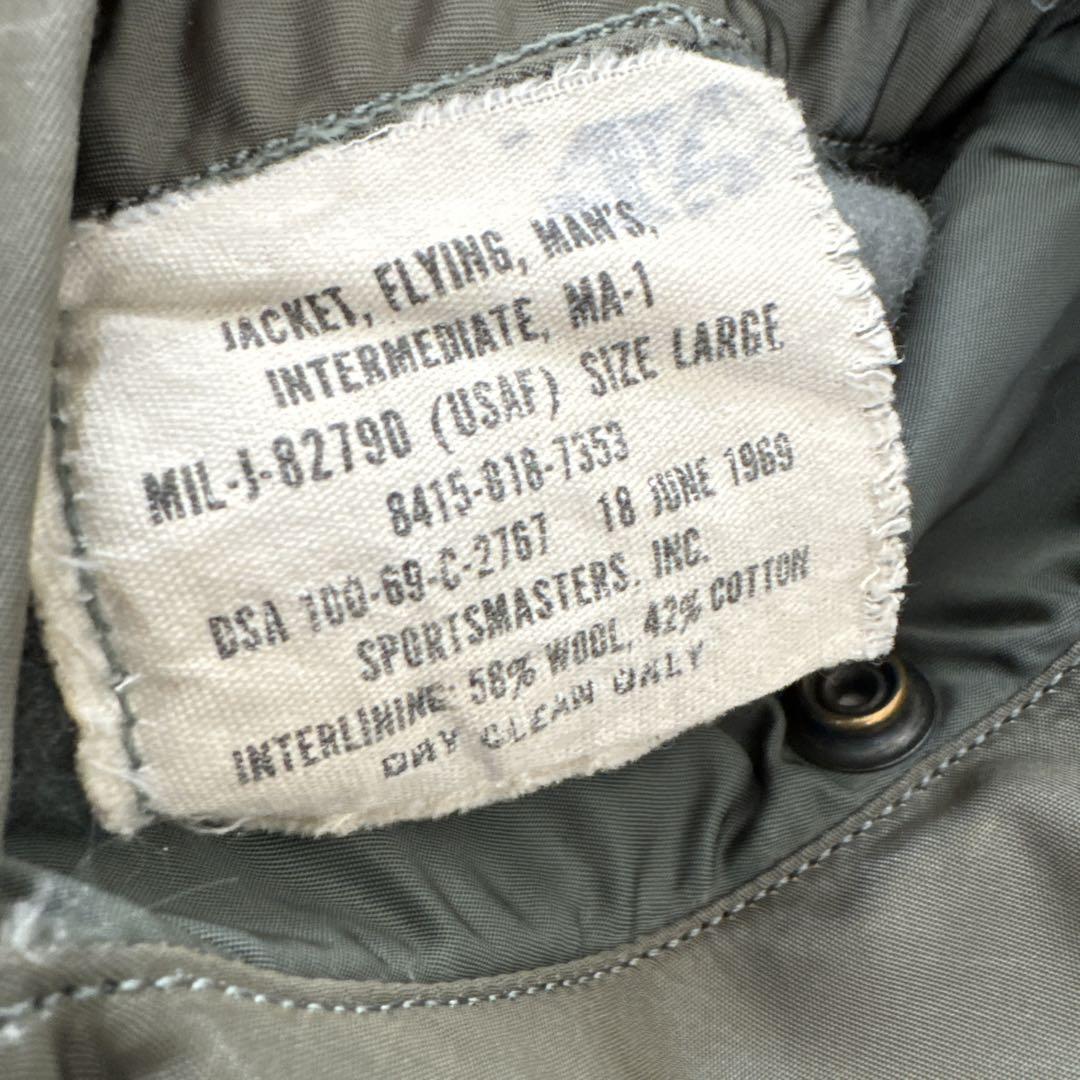 JACKET, FLYING, MAN'S,
INTERMEDIATE, MA-1
MIL-J-82790 (USAF) SIZE LARGE
8415-818-7353
DSA 100-69-C-2767 18 JUNE 1969
SPORTSMASTERS, INC.
INTERLINING: 58% WOOL, 42% COTTON
DRY CLEAN ONLY